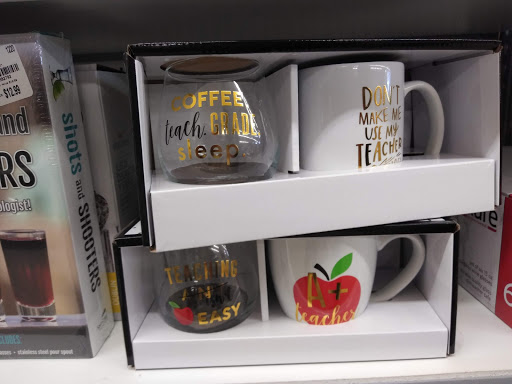 $12.99
and
RS
ologist!
shots
and
SHOOTERS
COFFEE
teach. GRADE
sleep
DON'T
MAKE ME
USE MY
TEACHER
TEACHING
EASY
A+
teacher